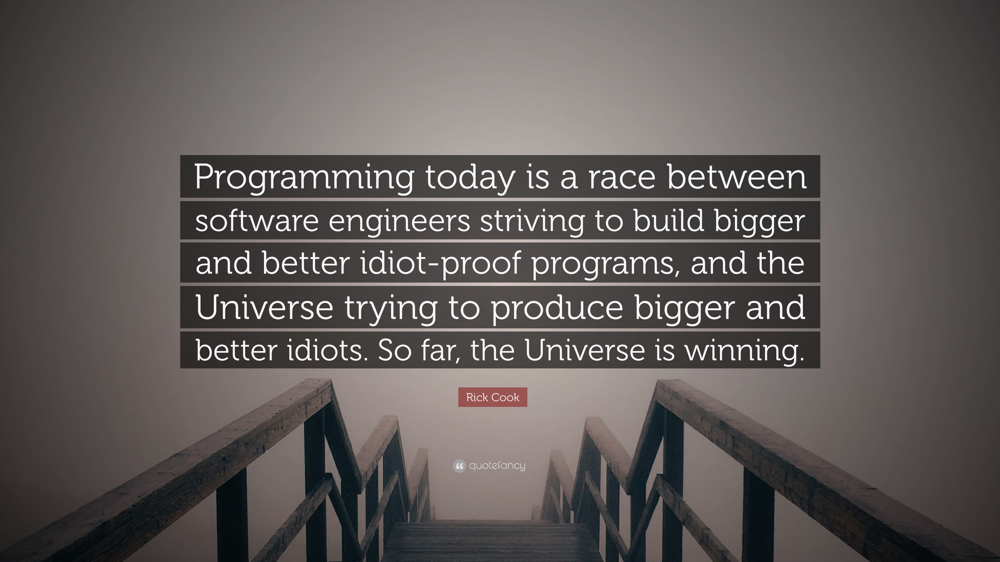 Programming today is a race between
software engineers striving to build bigger
and better idiot-proof programs, and the
Universe trying to produce bigger and
better idiots. So far, the Universe is winning.
Rick Cook
quotefancy